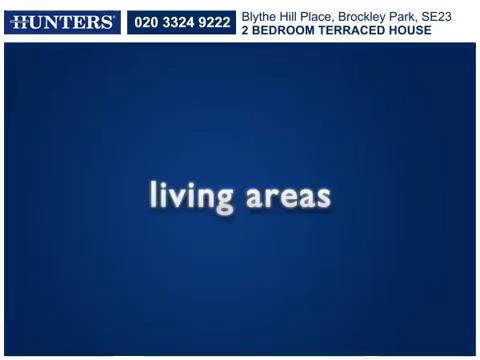 HUNTERS
020 3324 9222
Blythe Hill Place, Brockley Park, SE23
2 BEDROOM TERRACED HOUSE
living areas